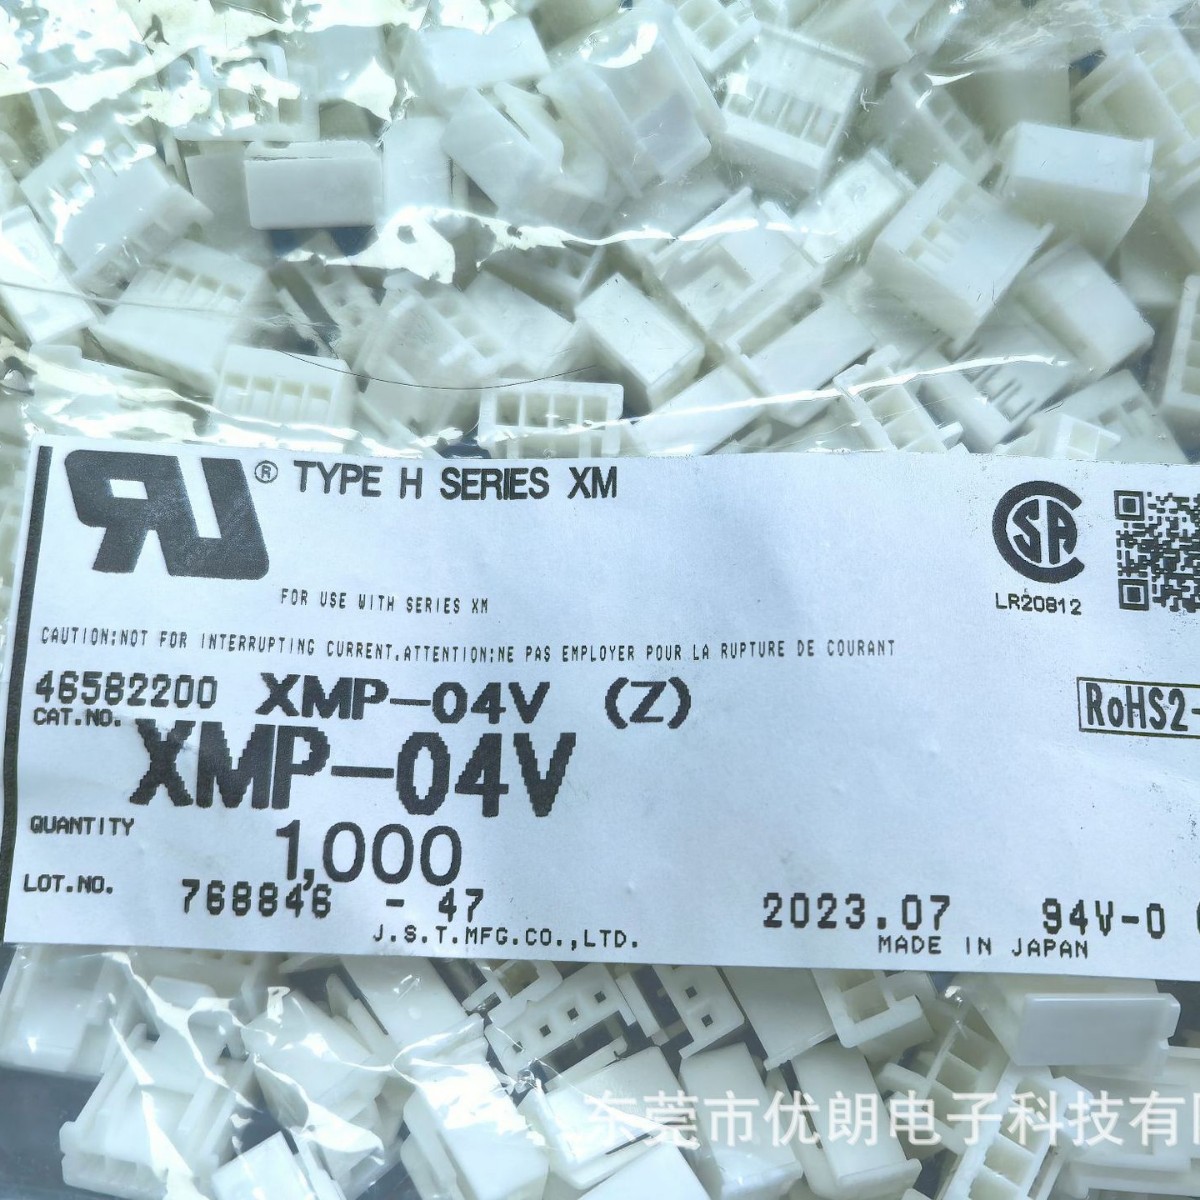 RU® TYPE H SERIES XM
SA
LR20812
FOR USE WITH SERIES XM
CAUTION:NOT FOR INTERRUPTING CURRENT.ATTENTION:NE PAS EMPLOYER POUR LA RUPTURE DE COURANT
46582200 XMP-04V (Z)
RoHS2-
CAT.NO. XMP-04V
QUANTITY 1,000
LOT.NO. 768846 - 47
2023.07 94V-0
J.S.T.MFG.CO.,LTD.
MADE IN JAPAN
东莞市优朗电子科技有